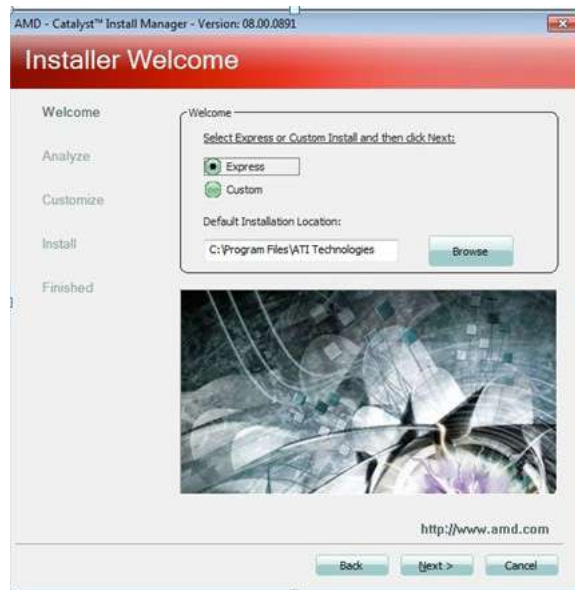 AMD - Catalyst™ Install Manager - Version: 08.00.0891
Installer Welcome
Welcome
Analyze
Customize
Install
Finished
Welcome
Select Express or Custom Install and then click Next:
Express
Custom
Default Installation Location:
C:\Program Files\ATI Technologies
Browse
http://www.amd.com
Back
Next >
Cancel